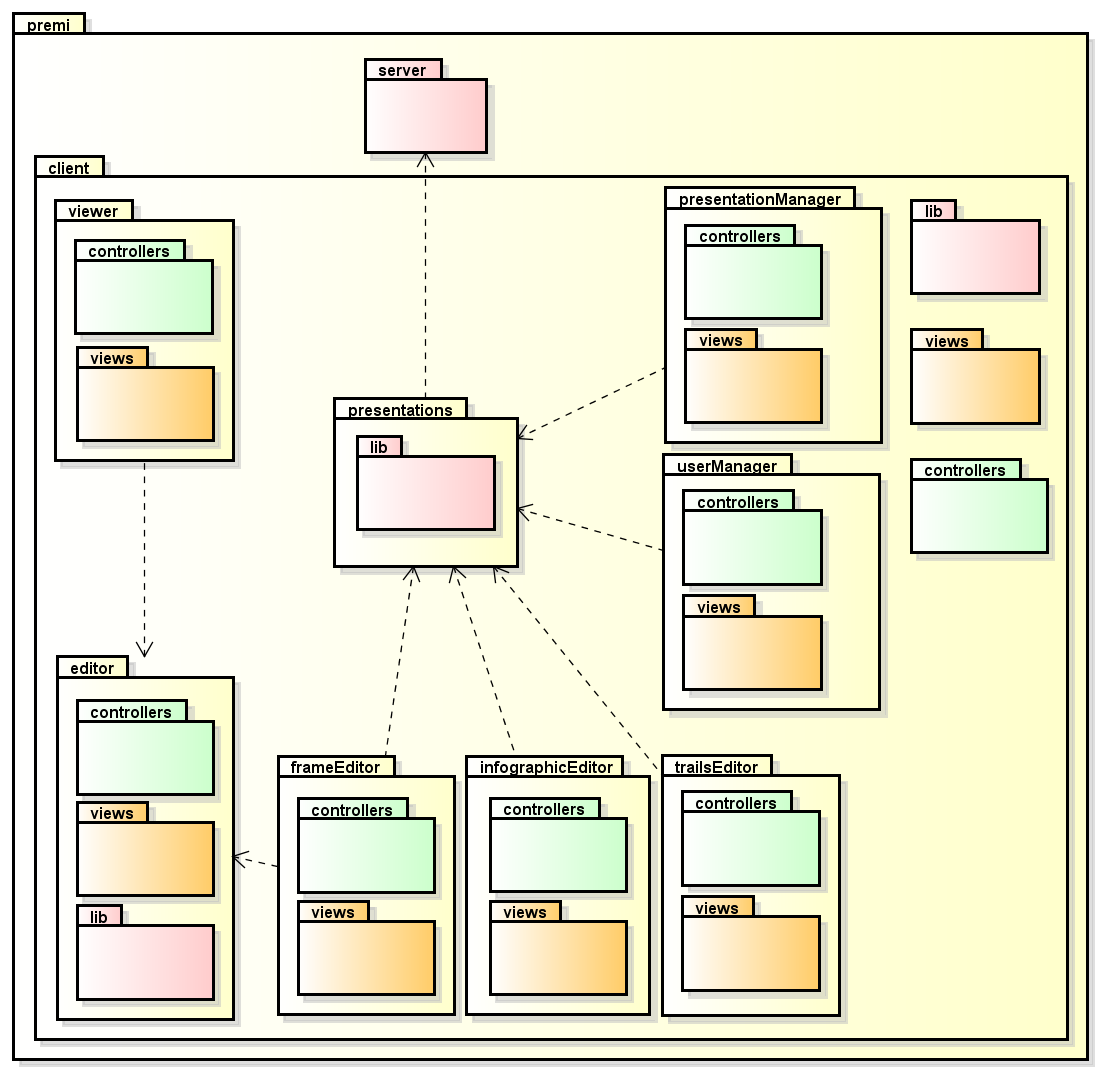 premi
server
client
viewer
controllers
views
presentationManager
controllers
views
lib
views
controllers
presentations
lib
userManager
controllers
views
editor
controllers
views
lib
frameEditor
controllers
views
infographicEditor
controllers
views
trailsEditor
controllers
views